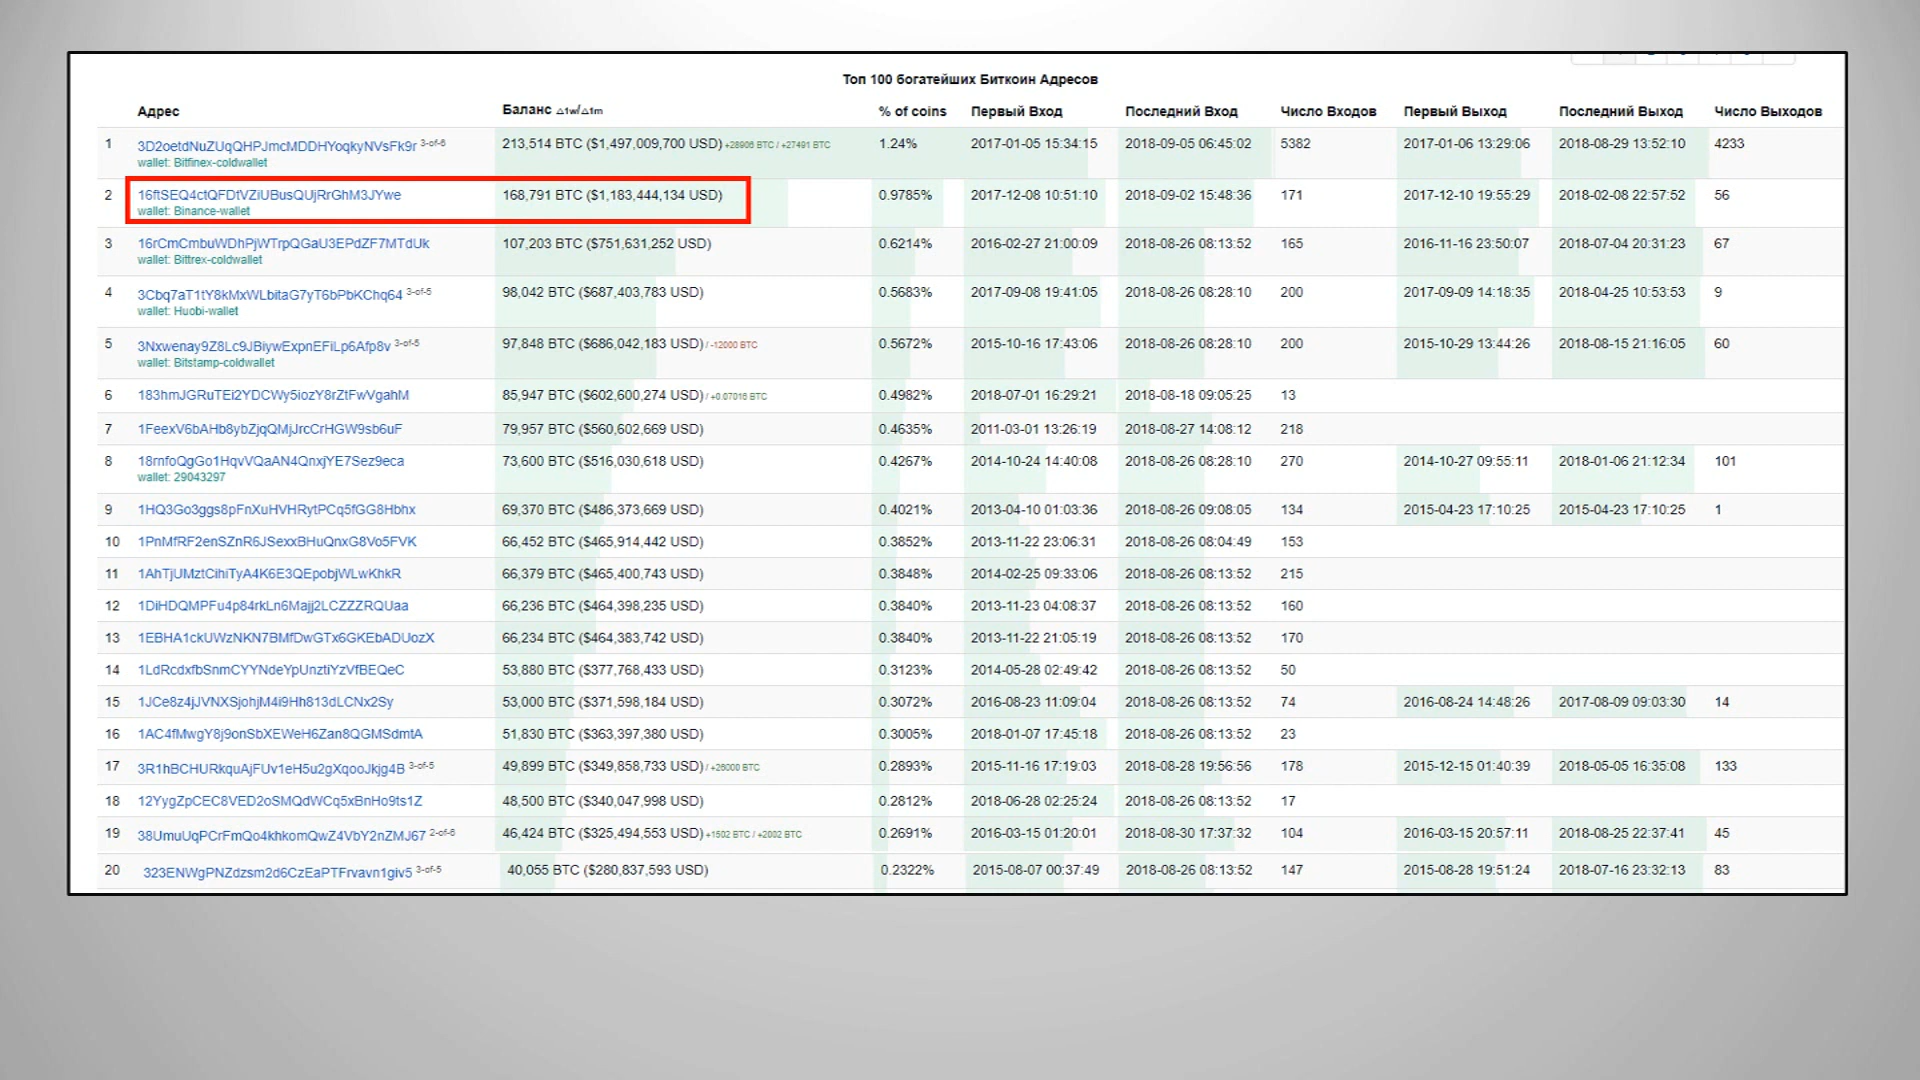 Топ 100 богатейших Биткоин Адресов
Адрес Баланс △1w/△1m % of coins Первый Вход Последний Вход Число Входов Первый Выход Последний Выход Число Выходов
1 3D2oetdNuZUqQHPJmcMDDHYoqkyNVsFk9r 3-of-6 213,514 BTC ($1,497,009,700 USD) +28906 BTC / +27491 BTC 1.24% 2017-01-05 15:34:15 2018-09-05 06:45:02 5382 2017-01-06 13:29:06 2018-08-29 13:52:10 4233
wallet: Bitfinex-coldwallet
2 16ftSEQ4ctQFDtVZiUBusQUjRrGhM3JYwe 168,791 BTC ($1,183,444,134 USD) 0.9785% 2017-12-08 10:51:10 2018-09-02 15:48:36 171 2017-12-10 19:55:29 2018-02-08 22:57:52 56
wallet: Binance-wallet
3 16rCmCmbuWDhPjWTrpQGaU3EPdZF7MTdUk 107,203 BTC ($751,631,252 USD) 0.6214% 2016-02-27 21:00:09 2018-08-26 08:13:52 165 2016-11-16 23:50:07 2018-07-04 20:31:23 67
wallet: Bittrex-coldwallet
4 3Cbq7aT1tY8kMxWLbitaG7yT6bPbKChq64 3-of-5 98,042 BTC ($687,403,783 USD) 0.5683% 2017-09-08 19:41:05 2018-08-26 08:28:10 200 2017-09-09 14:18:35 2018-04-25 10:53:53 9
wallet: Huobi-wallet
5 3Nxwenay9Z8Lc9JBiywExpnEFiLp6Afp8v 3-of-5 97,848 BTC ($686,042,183 USD) / -12000 BTC 0.5672% 2015-10-16 17:43:06 2018-08-26 08:28:10 200 2015-10-29 13:44:26 2018-08-15 21:16:05 60
wallet: Bitstamp-coldwallet
6 183hmJGRuTEi2YDCWy5iozY8rZtFwVgahM 85,947 BTC ($602,600,274 USD) / +0.07016 BTC 0.4982% 2018-07-01 16:29:21 2018-08-18 09:05:25 13
7 1FeexV6bAHb8ybZjqQMjJrcCrHGW9sb6uF 79,957 BTC ($560,602,669 USD) 0.4635% 2011-03-01 13:26:19 2018-08-27 14:08:12 218
8 18rnfoQgGo1HqvVQaAN4QnxjYE7Sez9eca 73,600 BTC ($516,030,618 USD) 0.4267% 2014-10-24 14:40:08 2018-08-26 08:28:10 270 2014-10-27 09:55:11 2018-01-06 21:12:34 101
wallet: 29043297
9 1HQ3Go3ggs8pFnXuHVHRytPCq5fGG8Hbhx 69,370 BTC ($486,373,669 USD) 0.4021% 2013-04-10 01:03:36 2018-08-26 09:08:05 134 2015-04-23 17:10:25 2015-04-23 17:10:25 1
10 1PnMfRF2enSZnR6JSexxBHuQnxG8Vo5FVK 66,452 BTC ($465,914,442 USD) 0.3852% 2013-11-22 23:06:31 2018-08-26 08:04:49 153
11 1AhTjUMztCihiTyA4K6E3QEpobjWLwKhkR 66,379 BTC ($465,400,743 USD) 0.3848% 2014-02-25 09:33:06 2018-08-26 08:13:52 215
12 1DiHDQMPFu4p84rkLn6Majj2LCZZZRQUaa 66,236 BTC ($464,398,235 USD) 0.3840% 2013-11-23 04:08:37 2018-08-26 08:13:52 160
13 1EBHA1ckUWzNKN7BMfDwGTx6GKEbADUozX 66,234 BTC ($464,383,742 USD) 0.3840% 2013-11-22 21:05:19 2018-08-26 08:13:52 170
14 1LdRcdxfbSnmCYYNdeYpUnztiYzVfBEQeC 53,880 BTC ($377,768,433 USD) 0.3123% 2014-05-28 02:49:42 2018-08-26 08:13:52 50
15 1JCe8z4jJVNXSjohjM4i9Hh813dLCNx2Sy 53,000 BTC ($371,598,184 USD) 0.3072% 2016-08-23 11:09:04 2018-08-26 08:13:52 74 2016-08-24 14:48:26 2017-08-09 09:03:30 14
16 1AC4fMwgY8j9onSbXEWeH6Zan8QGMSdmtA 51,830 BTC ($363,397,380 USD) 0.3005% 2018-01-07 17:45:18 2018-08-26 08:13:52 23
17 3R1hBCHURkquAjFUv1eH5u2gXqooJkjg4B 3-of-5 49,899 BTC ($349,858,733 USD) / +26000 BTC 0.2893% 2015-11-16 17:19:03 2018-08-28 19:56:56 178 2015-12-15 01:40:39 2018-05-05 16:35:08 133
18 12YygZpCEC8VED2oSMQdWCq5xBnHo9ts1Z 48,500 BTC ($340,047,998 USD) 0.2812% 2018-06-28 02:25:24 2018-08-26 08:13:52 17
19 38UmuUqPCrFmQo4khkomQwZ4VbY2nZMJ67 2-of-6 46,424 BTC ($325,494,553 USD) +1502 BTC / +2002 BTC 0.2691% 2016-03-15 01:20:01 2018-08-30 17:37:32 104 2016-03-15 20:57:11 2018-08-25 22:37:41 45
20 323ENWgPNZdzsm2d6CzEaPTFrvavn1giv5 3-of-5 40,055 BTC ($280,837,593 USD) 0.2322% 2015-08-07 00:37:49 2018-08-26 08:13:52 147 2015-08-28 19:51:24 2018-07-16 23:32:13 83